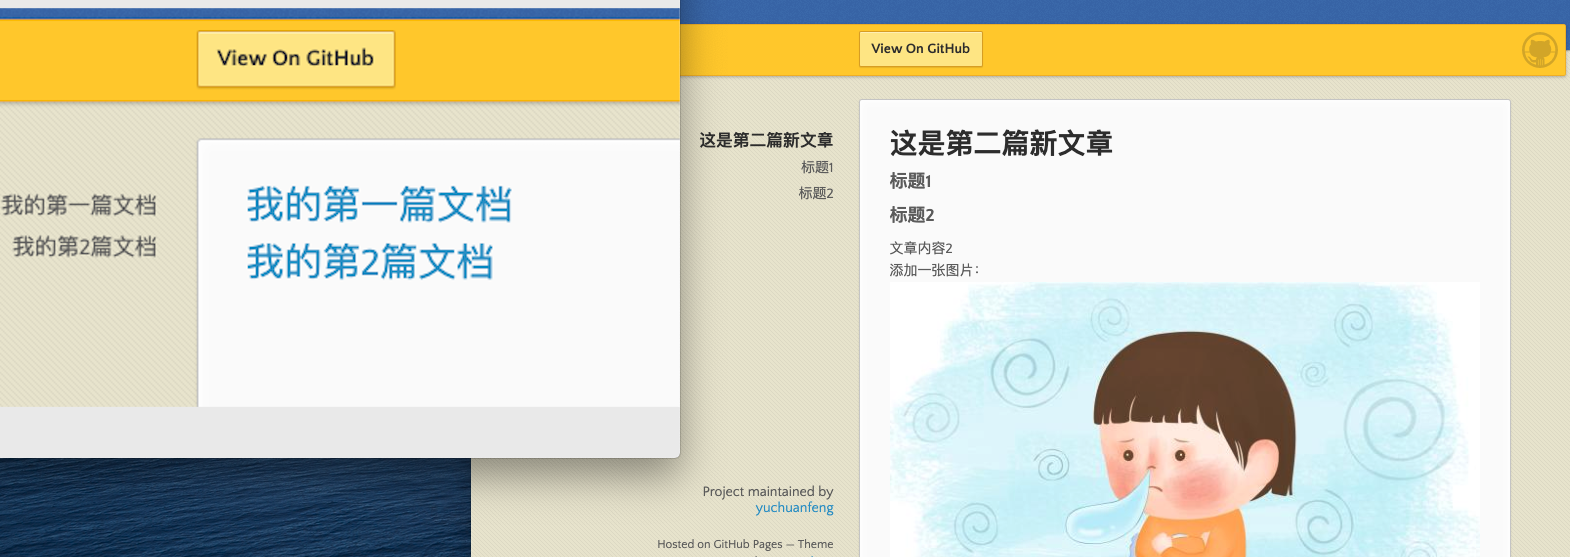 View On GitHub
我的第一篇文档
我的第2篇文档
我的第一篇文档
我的第2篇文档
View On GitHub
这是第二篇新文章
标题1
标题2
这是第二篇新文章
标题1
标题2
文章内容2
添加一张图片：
Project maintained by
yuchuanfeng
Hosted on GitHub Pages — Theme